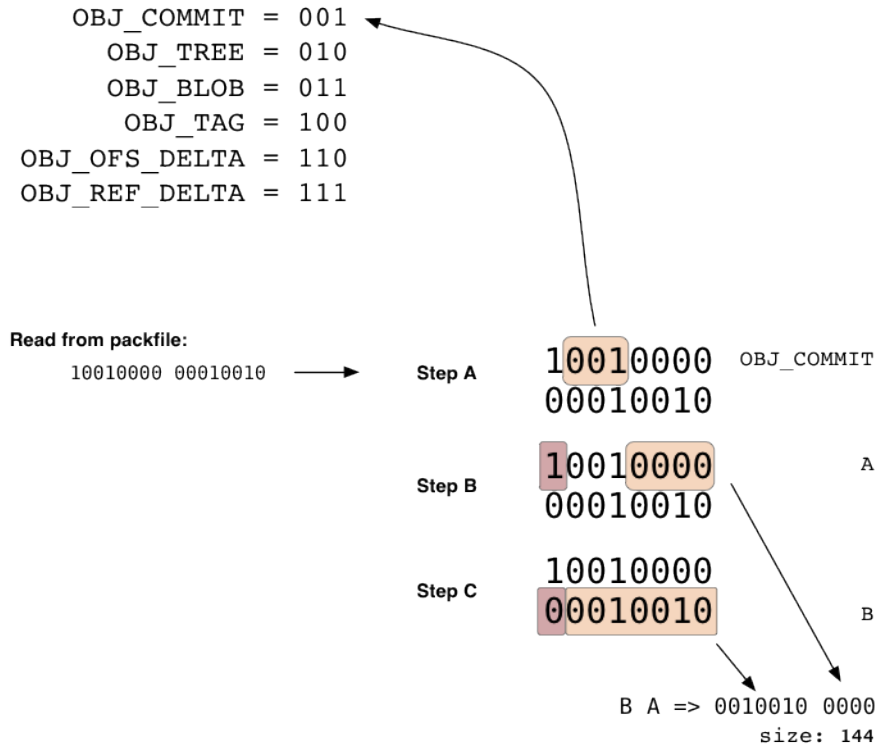 OBJ_COMMIT = 001
OBJ_TREE = 010
OBJ_BLOB = 011
OBJ_TAG = 100
OBJ_OFS_DELTA = 110
OBJ_REF_DELTA = 111
Read from packfile:
10010000 00010010
Step A
10010000
00010010
OBJ_COMMIT
Step B
10010000
00010010
A
Step C
10010000
00010010
B
B A => 0010010 0000
size: 144